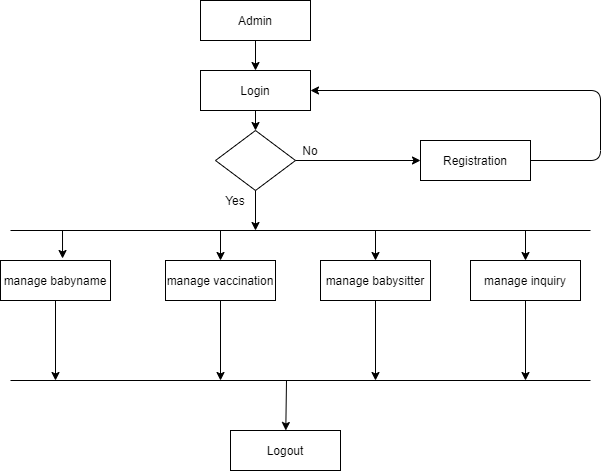 Admin
Login
No
Registration
Yes
manage babyname
manage vaccination
manage babysitter
manage inquiry
Logout